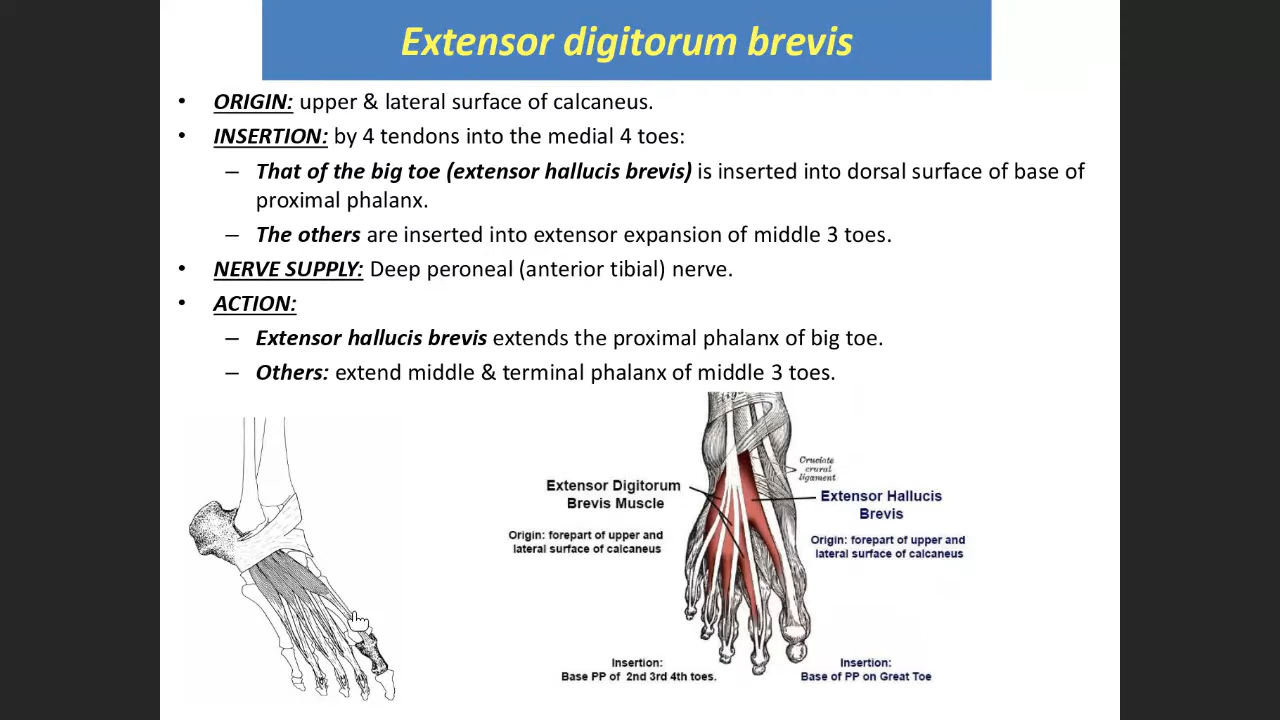 Extensor digitorum brevis
• ORIGIN: upper & lateral surface of calcaneus.
• INSERTION: by 4 tendons into the medial 4 toes:
– That of the big toe (extensor hallucis brevis) is inserted into dorsal surface of base of
proximal phalanx.
– The others are inserted into extensor expansion of middle 3 toes.
• NERVE SUPPLY: Deep peroneal (anterior tibial) nerve.
• ACTION:
– Extensor hallucis brevis extends the proximal phalanx of big toe.
– Others: extend middle & terminal phalanx of middle 3 toes.
Cruciate
crural
ligament
Extensor Digitorum
Brevis Muscle
Origin: forepart of upper and
lateral surface of calcaneus
Extensor Hallucis
Brevis
Origin: forepart of upper and
lateral surface of calcaneus
Insertion:
Base PP of 2nd 3rd 4th toes.
Insertion:
Base of PP on Great Toe